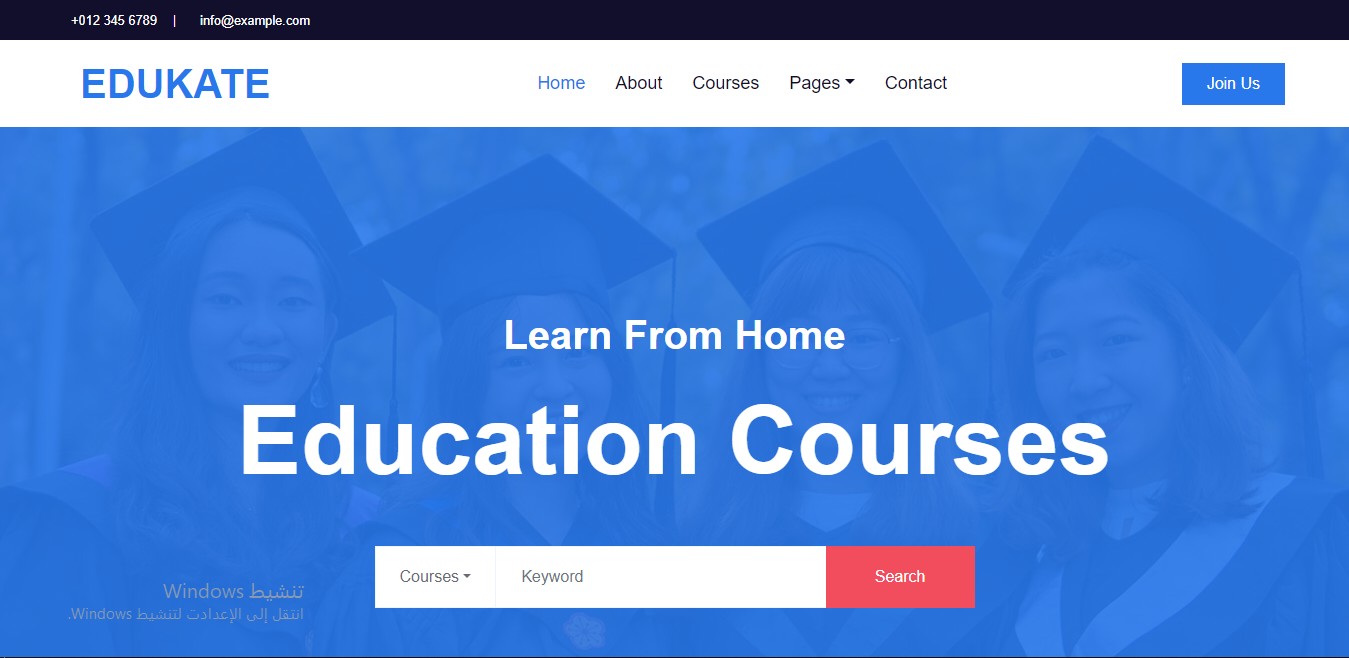 +012 345 6789 | info@example.com
EDUKATE
Home About Courses Pages Contact
Join Us
Learn From Home
Education Courses
Courses Keyword Search
تنشيط Windows
انتقل إلى الإعدادات لتنشيط Windows.